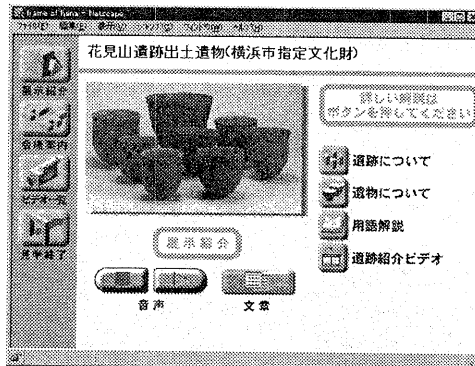 花見山遺跡出土遺物(横浜市指定文化財)
展示紹介
会場案内
ビデオ一覧
見学終了
詳しい解説は
ボタンを押してください
遺跡について
遺物について
用語解説
遺跡紹介ビデオ
展示紹介
音声
文章